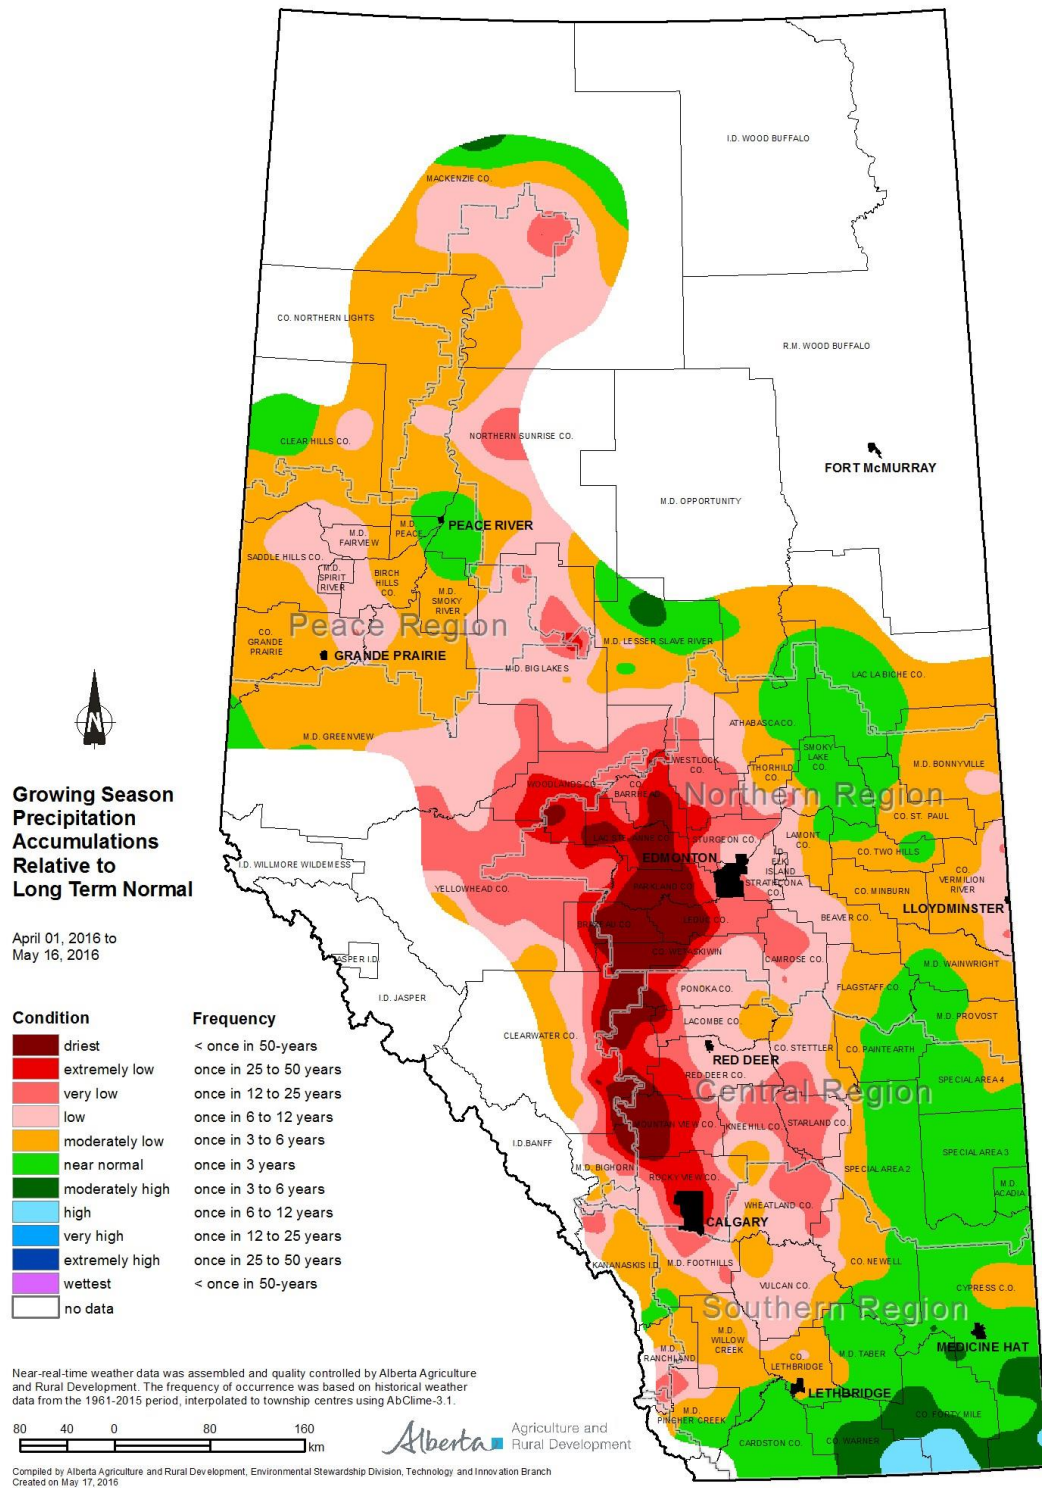 I.D. WOOD BUFFALO
MACKENZIE CO.
CO. NORTHERN LIGHTS
R.M. WOOD BUFFALO
CLEAR HILLS CO.
NORTHERN SUNRISE CO.
FORT McMURRAY
M.D. OPPORTUNITY
M.D.
PEACE
PEACE RIVER
M.D.
FAIRVIEW
SADDLE HILLS CO.
M.D.
SPIRIT
RIVER
BIRCH
HILLS
CO.
M.D.
SMOKY
RIVER
Peace Region
CO.
GRANDE
PRAIRIE
GRANDE PRAIRIE
M.D. LESSER SLAVE RIVER
M.D. BIG LAKES
LAC LA BICHE CO.
ATHABASCA CO.
M.D. GREENVIEW
SMOKY
LAKE
CO.
WESTLOCK
CO.
THORHILD
CO.
M.D. BONNYVILLE
WOODLANDS CO.
CO.
BARRHEAD
Northern Region
CO. ST. PAUL
LAC STE. ANNE CO.
STURGEON CO.
LAMONT
CO.
EDMONTON
I.D.
ELK
ISLAND
CO. TWO HILLS
I.D. WILLMORE WILDERNESS
YELLOWHEAD CO.
PARKLAND CO.
STRATHCONA
CO.
CO. MINBURN
CO.
VERMILION
RIVER
LLOYDMINSTER
BRAZEAU CO.
LEDUC CO.
BEAVER CO.
CO. WETASKIWIN
CAMROSE CO.
JASPER I.D.
M.D. WAINWRIGHT
I.D. JASPER
PONOKA CO.
FLAGSTAFF CO.
CLEARWATER CO.
LACOMBE CO.
M.D. PROVOST
RED DEER
CO. STETTLER
CO. PAINTEARTH
RED DEER CO.
SPECIAL AREA 4
Central Region
MOUNTAIN VIEW CO.
KNEEHILL CO.
STARLAND CO.
I.D. BANFF
SPECIAL AREA 3
M.D. BIGHORN
ROCKY VIEW CO.
SPECIAL AREA 2
M.D.
ACADIA
WHEATLAND CO.
CALGARY
KANANASKIS I.D.
M.D. FOOTHILLS
CO. NEWELL
VULCAN CO.
CYPRESS C.O.
Southern Region
M.D.
WILLOW
CREEK
MEDICINE HAT
M.D.
RANCHLAND
CO.
LETHBRIDGE
M.D. TABER
LETHBRIDGE
M.D.
PINCHER CREEK
CO. FORTY MILE
CARDSTON CO.
CO. WARNER
N
Growing Season
Precipitation
Accumulations
Relative to
Long Term Normal
April 01, 2016 to
May 16, 2016
Condition Frequency
driest < once in 50-years
extremely low once in 25 to 50 years
very low once in 12 to 25 years
low once in 6 to 12 years
moderately low once in 3 to 6 years
near normal once in 3 years
moderately high once in 3 to 6 years
high once in 6 to 12 years
very high once in 12 to 25 years
extremely high once in 25 to 50 years
wettest < once in 50-years
no data
Near-real-time weather data was assembled and quality controlled by Alberta Agriculture
and Rural Development. The frequency of occurrence was based on historical weather
data from the 1961-2015 period, interpolated to township centres using AbClime-3.1.
80 40 0 80 160
km
Alberta Agriculture and
Rural Development
Compiled by Alberta Agriculture and Rural Development, Environmental Stewardship Division, Technology and Innovation Branch
Created on May 17, 2016